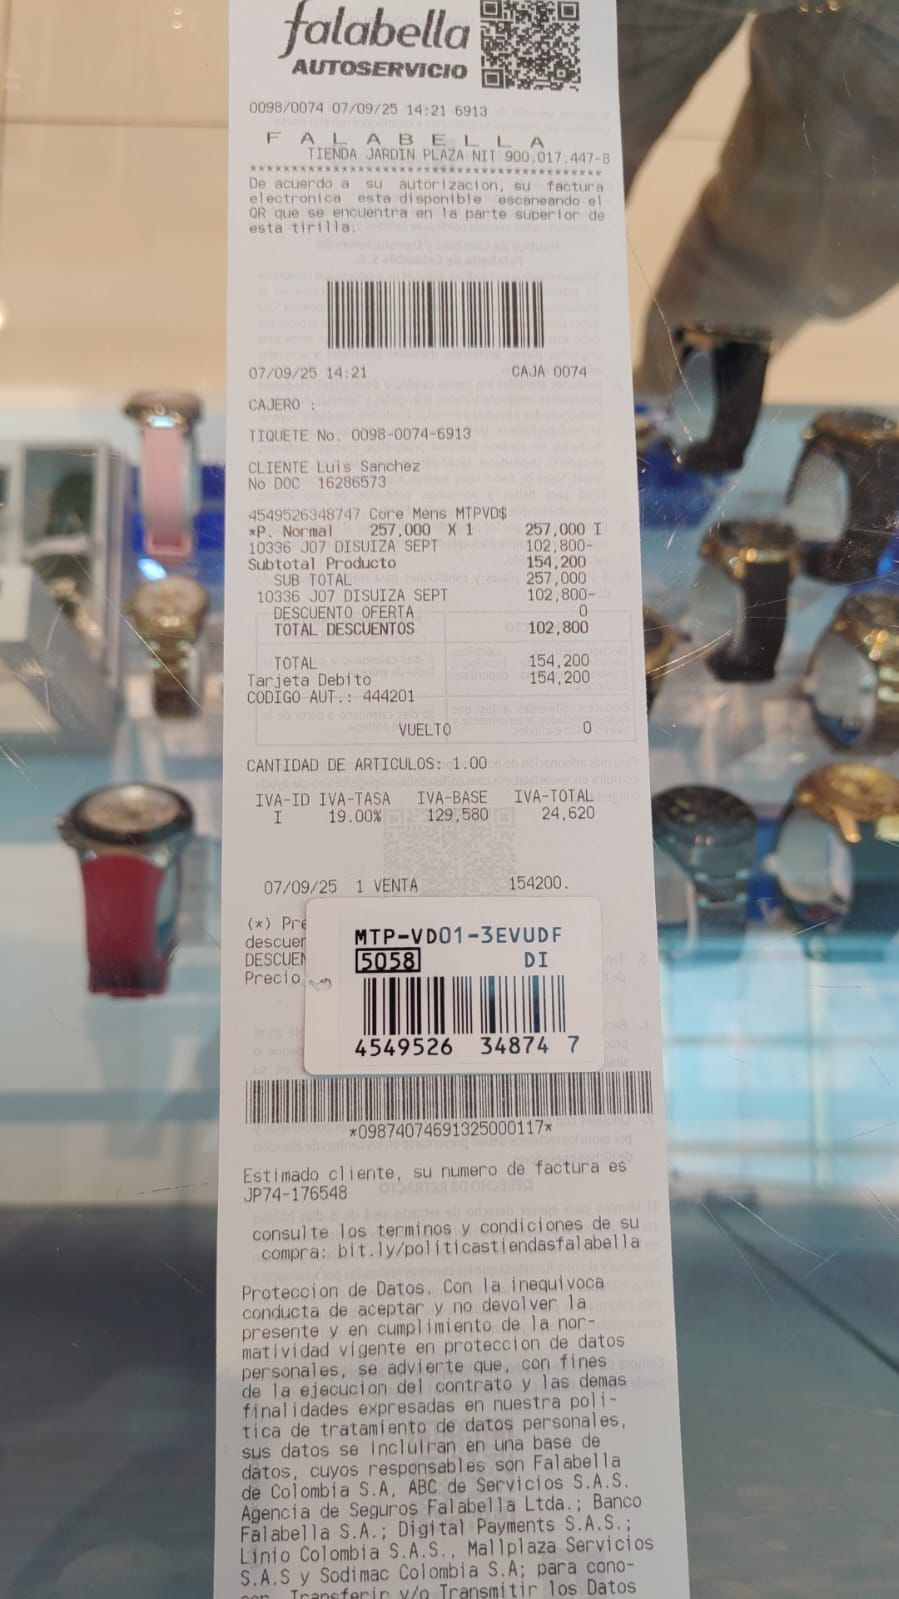 falabella
AUTOSERVICIO
0098/0074 07/09/25 14:21 6913
F A L A B E L L A
TIENDA JARDIN PLAZA NIT 900,017.447-8
******************************************
De acuerdo a su autorizacion, su factura
electronica esta disponible escaneando el
QR que se encuentra en la parte superior de
esta tirilla.
07/09/25 14:21 CAJA 0074
CAJERO :
TIQUETE No. 0098-0074-6913
CLIENTE Luis Sanchez
No DOC 16286573
4549526348747 Core Mens MTPVD$
*P. Normal 257,000 X 1 257,000 I
10336 J07 DISUIZA SEPT 102,800-
Subtotal Producto 154,200
SUB TOTAL 257,000
10336 J07 DISUIZA SEPT 102,800-
DESCUENTO OFERTA 0
TOTAL DESCUENTOS 102,800
TOTAL 154,200
Tarjeta Debito 154,200
CODIGO AUT.: 444201
VUELTO 0
CANTIDAD DE ARTICULOS: 1.00
IVA-ID IVA-TASA IVA-BASE IVA-TOTAL
I 19.00% 129,580 24,620
07/09/25 1 VENTA 154200.
(*) Pre
descuer
DESCUEN
Precio
MTP-VD01-3EVUDF
5058 DI
4549526 34874 7
*09874074691325000117*
Estimado cliente, su numero de factura es
JP74-176548
consulte los terminos y condiciones de su
compra: bit.ly/politicastiendasfalabella
Proteccion de Datos. Con la inequivoca
conducta de aceptar y no devolver la
presente y en cumplimiento de la nor-
matividad vigente en proteccion de datos
personales, se advierte que, con fines
de la ejecucion del contrato y las demas
finalidades expresadas en nuestra poli-
tica de tratamiento de datos personales,
sus datos se incluiran en una base de
datos, cuyos responsables son Falabella
de Colombia S.A, ABC de Servicios S.A.S.
Agencia de Seguros Falabella Ltda.; Banco
Falabella S.A.; Digital Payments S.A.S.;
Linio Colombia S.A.S., Mallplaza Servicios
S.A.S y Sodimac Colombia S.A; para cono-
cer, Transferir y/o Transmitir los Datos